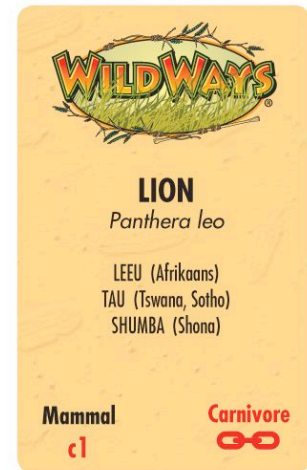 WILDWAYS®
LION
Panthera leo
LEEU (Afrikaans)
TAU (Tswana, Sotho)
SHUMBA (Shona)
Mammal Carnivore
c1